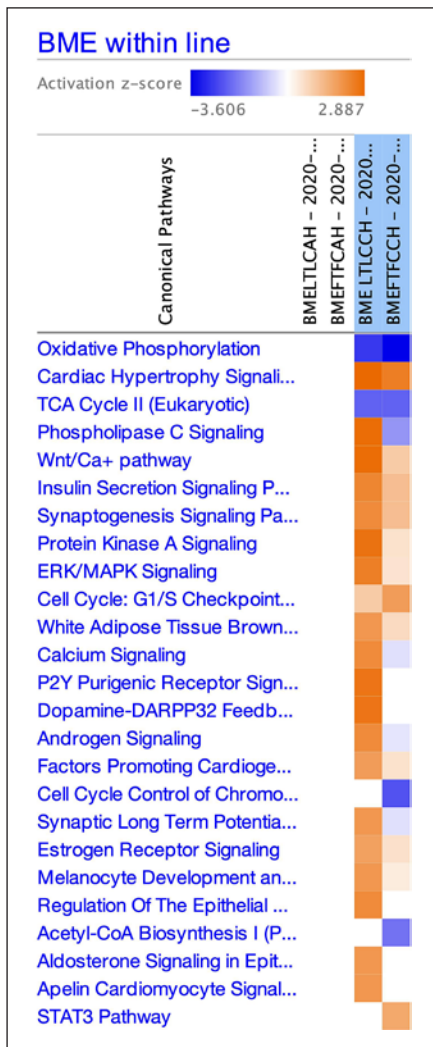 BME within line
Activation z-score
-3.606 2.887
Canonical Pathways
BMELTLCAH - 2020-...
BMEFTFCAH - 2020-...
BME LTLCCH - 2020...
BMEFTFCCH - 2020-...
Oxidative Phosphorylation
Cardiac Hypertrophy Signali...
TCA Cycle II (Eukaryotic)
Phospholipase C Signaling
Wnt/Ca+ pathway
Insulin Secretion Signaling P...
Synaptogenesis Signaling Pa...
Protein Kinase A Signaling
ERK/MAPK Signaling
Cell Cycle: G1/S Checkpoint...
White Adipose Tissue Brown...
Calcium Signaling
P2Y Purigenic Receptor Sign...
Dopamine-DARPP32 Feedb...
Androgen Signaling
Factors Promoting Cardioge...
Cell Cycle Control of Chromo...
Synaptic Long Term Potentia...
Estrogen Receptor Signaling
Melanocyte Development an...
Regulation Of The Epithelial ...
Acetyl-CoA Biosynthesis I (P...
Aldosterone Signaling in Epit...
Apelin Cardiomyocyte Signal...
STAT3 Pathway